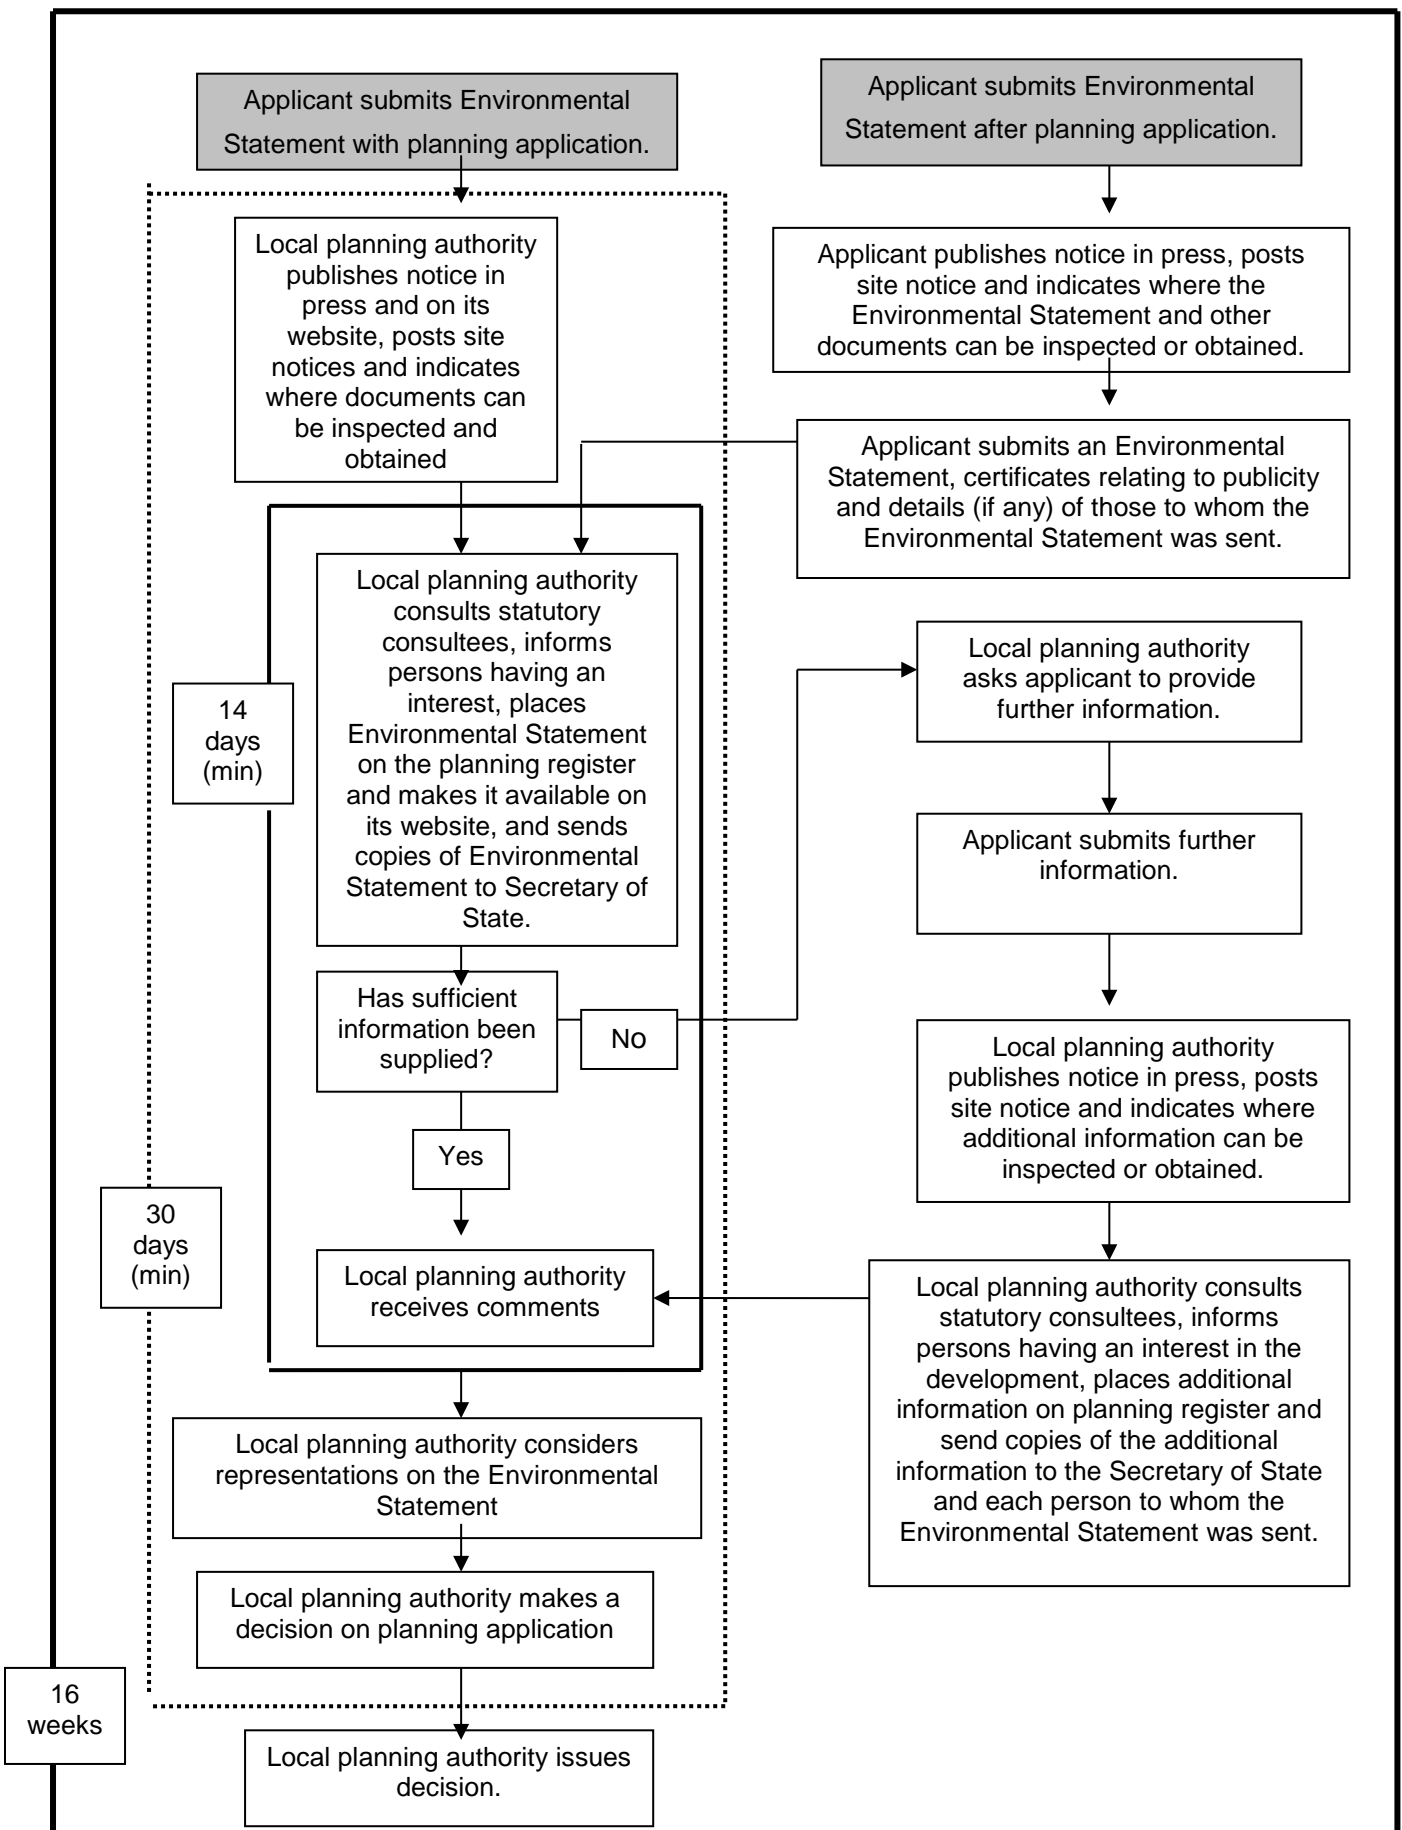 Applicant submits Environmental
Statement with planning application.
Applicant submits Environmental
Statement after planning application.
Local planning authority
publishes notice in
press and on its
website, posts site
notices and indicates
where documents can
be inspected and
obtained
Applicant publishes notice in press, posts
site notice and indicates where the
Environmental Statement and other
documents can be inspected or obtained.
Applicant submits an Environmental
Statement, certificates relating to publicity
and details (if any) of those to whom the
Environmental Statement was sent.
Local planning authority
consults statutory
consultees, informs
persons having an
interest, places
Environmental Statement
on the planning register
and makes it available on
its website, and sends
copies of Environmental
Statement to Secretary of
State.
14
days
(min)
Local planning authority
asks applicant to provide
further information.
Applicant submits further
information.
Has sufficient
information been
supplied?
No
Yes
Local planning authority
publishes notice in press, posts
site notice and indicates where
additional information can be
inspected or obtained.
30
days
(min)
Local planning authority
receives comments
Local planning authority consults
statutory consultees, informs
persons having an interest in the
development, places additional
information on planning register and
send copies of the additional
information to the Secretary of State
and each person to whom the
Environmental Statement was sent.
Local planning authority considers
representations on the Environmental
Statement
Local planning authority makes a
decision on planning application
16
weeks
Local planning authority issues
decision.